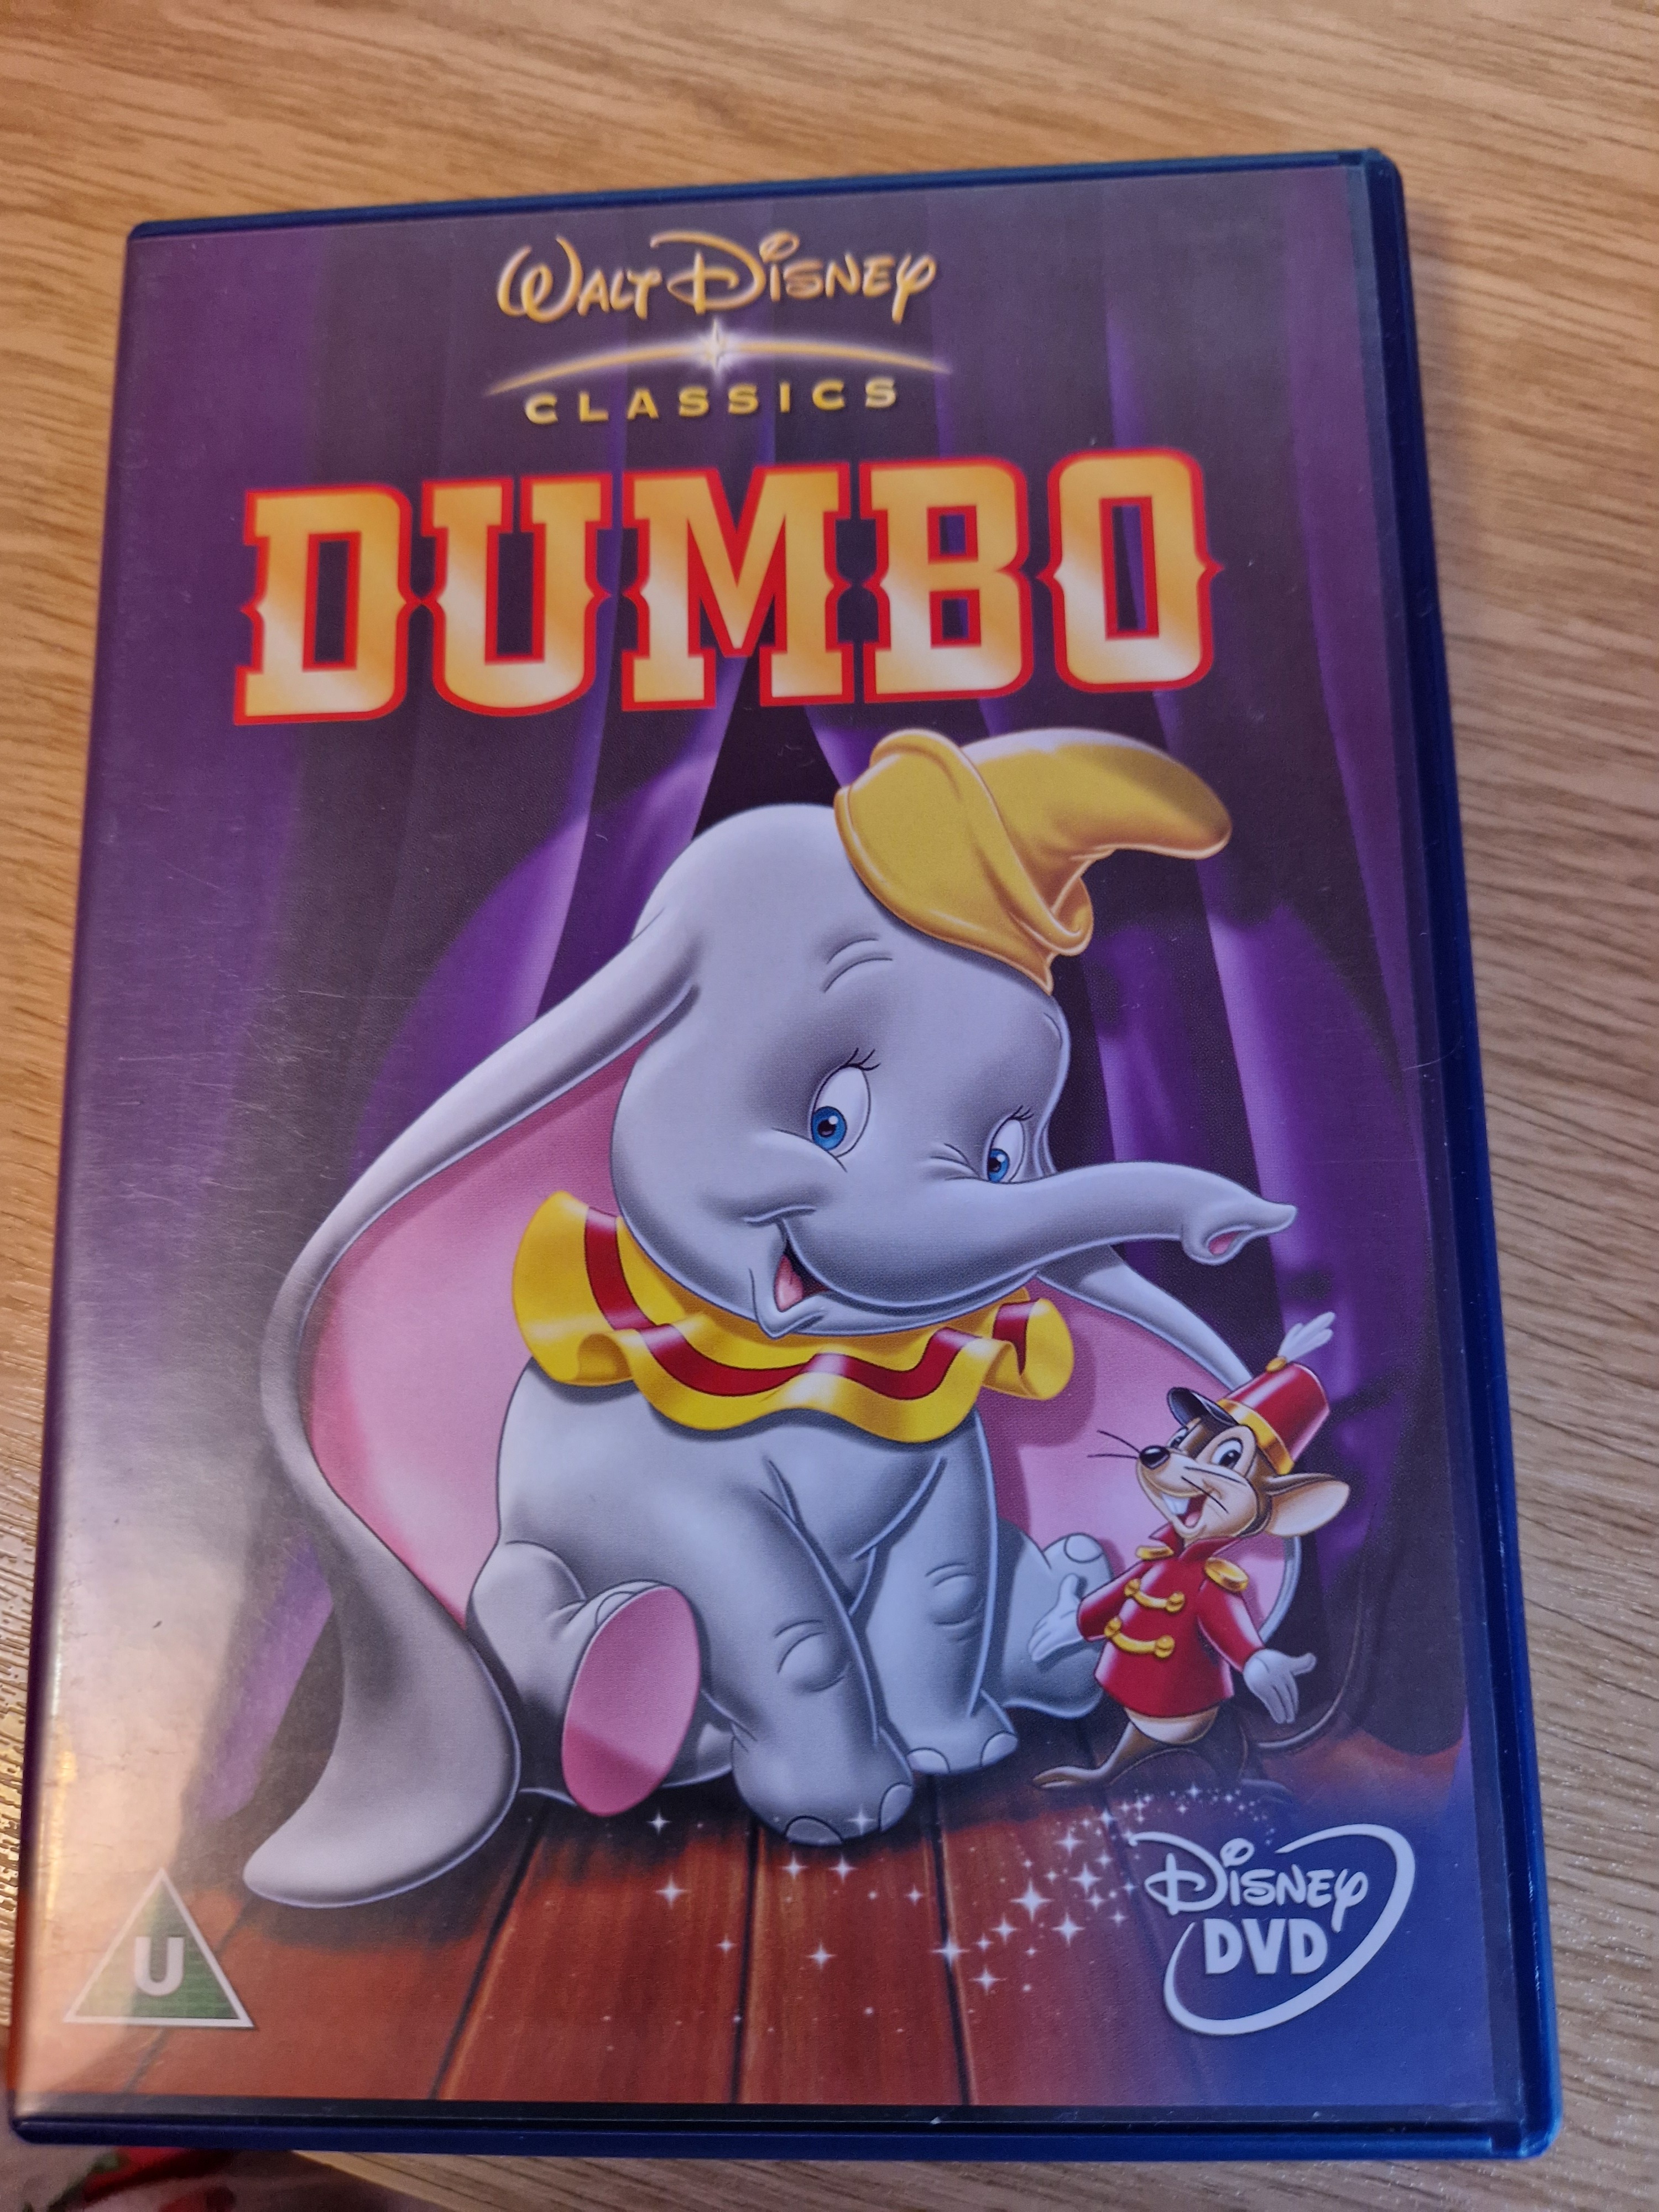 WALT DISNEY
CLASSICS
DUMBO
U
DISNEY
DVD